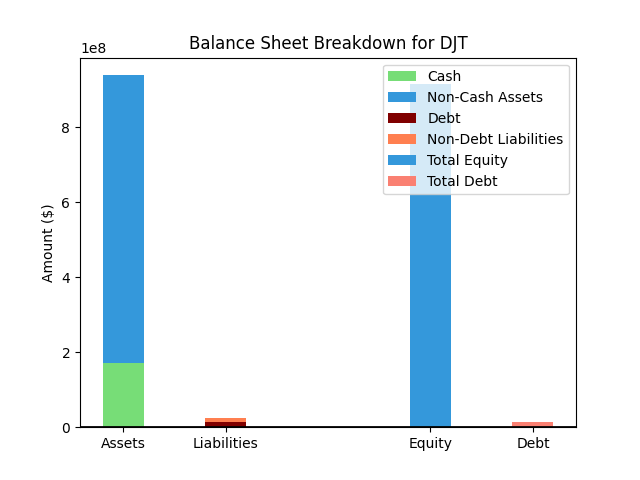 Balance Sheet Breakdown for DJT
1e8
Cash
Non-Cash Assets
Debt
Non-Debt Liabilities
Total Equity
Total Debt
8
6
4
2
0
Amount ($)
Assets
Liabilities
Equity
Debt